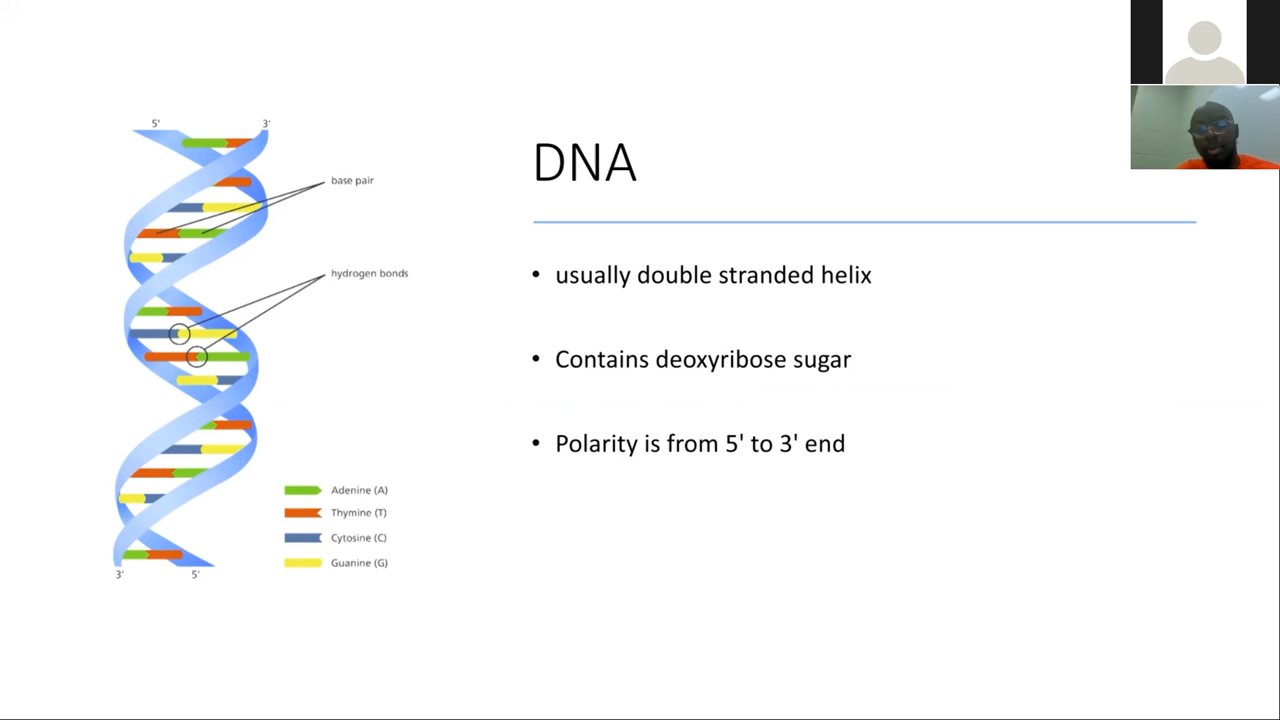 5' 3'
base pair
hydrogen bonds
Adenine (A)
Thymine (T)
Cytosine (C)
Guanine (G)
3' 5'
DNA
• usually double stranded helix
• Contains deoxyribose sugar
• Polarity is from 5' to 3' end